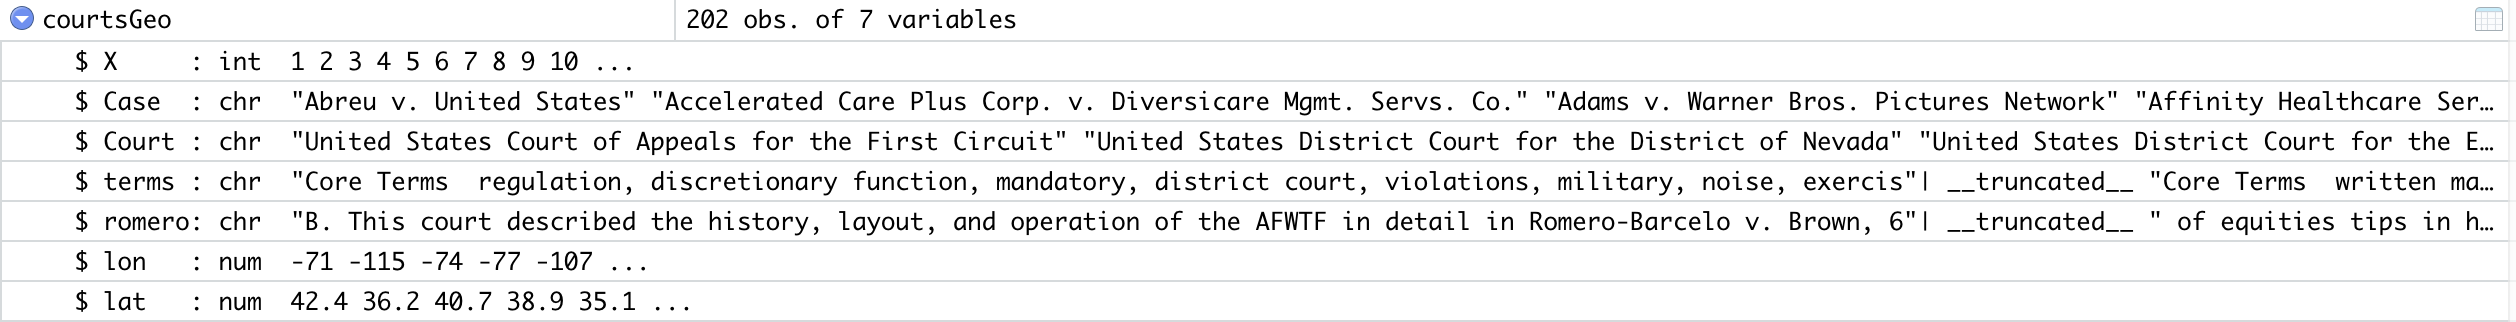 courtsGeo 202 obs. of 7 variables
$ X     : int  1 2 3 4 5 6 7 8 9 10 ...
$ Case  : chr  "Abreu v. United States" "Accelerated Care Plus Corp. v. Diversicare Mgmt. Servs. Co." "Adams v. Warner Bros. Pictures Network" "Affinity Healthcare Ser…
$ Court : chr  "United States Court of Appeals for the First Circuit" "United States District Court for the District of Nevada" "United States District Court for the E…
$ terms : chr  "Core Terms  regulation, discretionary function, mandatory, district court, violations, military, noise, exercis"| __truncated__ "Core Terms  written ma…
$ romero: chr  "B. This court described the history, layout, and operation of the AFWTF in detail in Romero-Barcelo v. Brown, 6"| __truncated__ " of equities tips in h…
$ lon   : num  -71 -115 -74 -77 -107 ...
$ lat   : num  42.4 36.2 40.7 38.9 35.1 ...